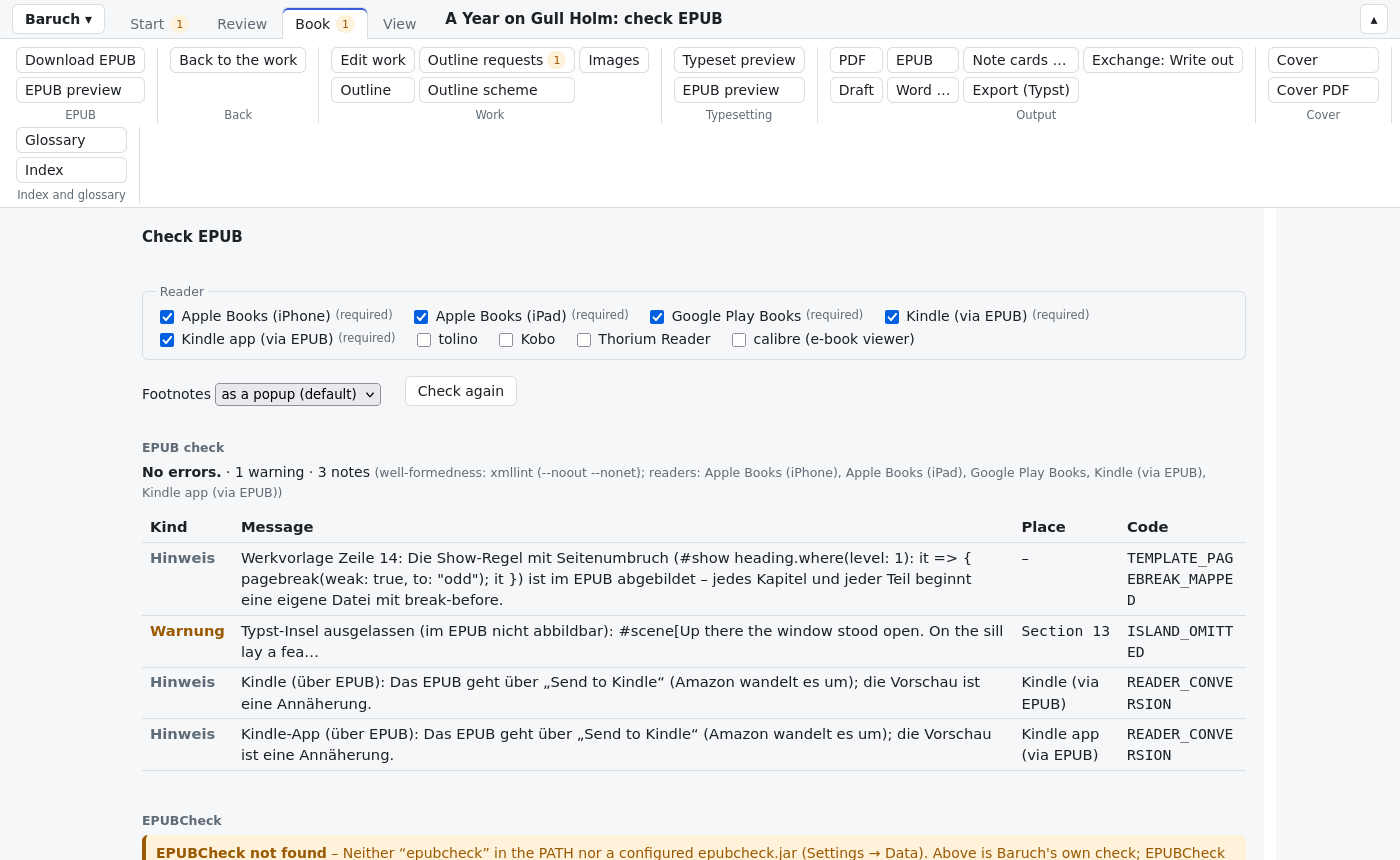 Baruch ▾
Start 1
Review
Book 1
View
A Year on Gull Holm: check EPUB
▴
Download EPUB
EPUB preview
EPUB
Back to the work
Back
Edit work
Outline requests 1
Images
Outline
Outline scheme
Work
Typeset preview
EPUB preview
Typesetting
PDF
EPUB
Note cards …
Exchange: Write out
Draft
Word …
Export (Typst)
Output
Cover
Cover PDF
Cover
Glossary
Index
Index and glossary
Check EPUB
Reader
Apple Books (iPhone) (required)
Apple Books (iPad) (required)
Google Play Books (required)
Kindle (via EPUB) (required)
Kindle app (via EPUB) (required)
tolino
Kobo
Thorium Reader
calibre (e-book viewer)
Footnotes as a popup (default)
Check again
EPUB check
No errors. · 1 warning · 3 notes (well-formedness: xmllint (--noout --nonet); readers: Apple Books (iPhone), Apple Books (iPad), Google Play Books, Kindle (via EPUB),
Kindle app (via EPUB))
Kind Message Place Code
Hinweis
Werkvorlage Zeile 14: Die Show-Regel mit Seitenumbruch (#show heading.where(level: 1): it => {
pagebreak(weak: true, to: "odd"); it }) ist im EPUB abgebildet – jedes Kapitel und jeder Teil beginnt
eine eigene Datei mit break-before.
–
TEMPLATE_PAG
EBREAK_MAPPE
D
Warnung
Typst-Insel ausgelassen (im EPUB nicht abbildbar): #scene[Up there the window stood open. On the sill
lay a fea…
Section 13
ISLAND_OMITT
ED
Hinweis
Kindle (über EPUB): Das EPUB geht über „Send to Kindle“ (Amazon wandelt es um); die Vorschau ist
eine Annäherung.
Kindle (via
EPUB)
READER_CONVE
RSION
Hinweis
Kindle-App (über EPUB): Das EPUB geht über „Send to Kindle“ (Amazon wandelt es um); die Vorschau
ist eine Annäherung.
Kindle app
(via EPUB)
READER_CONVE
RSION
EPUBCheck
EPUBCheck not found – Neither “epubcheck” in the PATH nor a configured epubcheck.jar (Settings → Data). Above is Baruch's own check; EPUBCheck